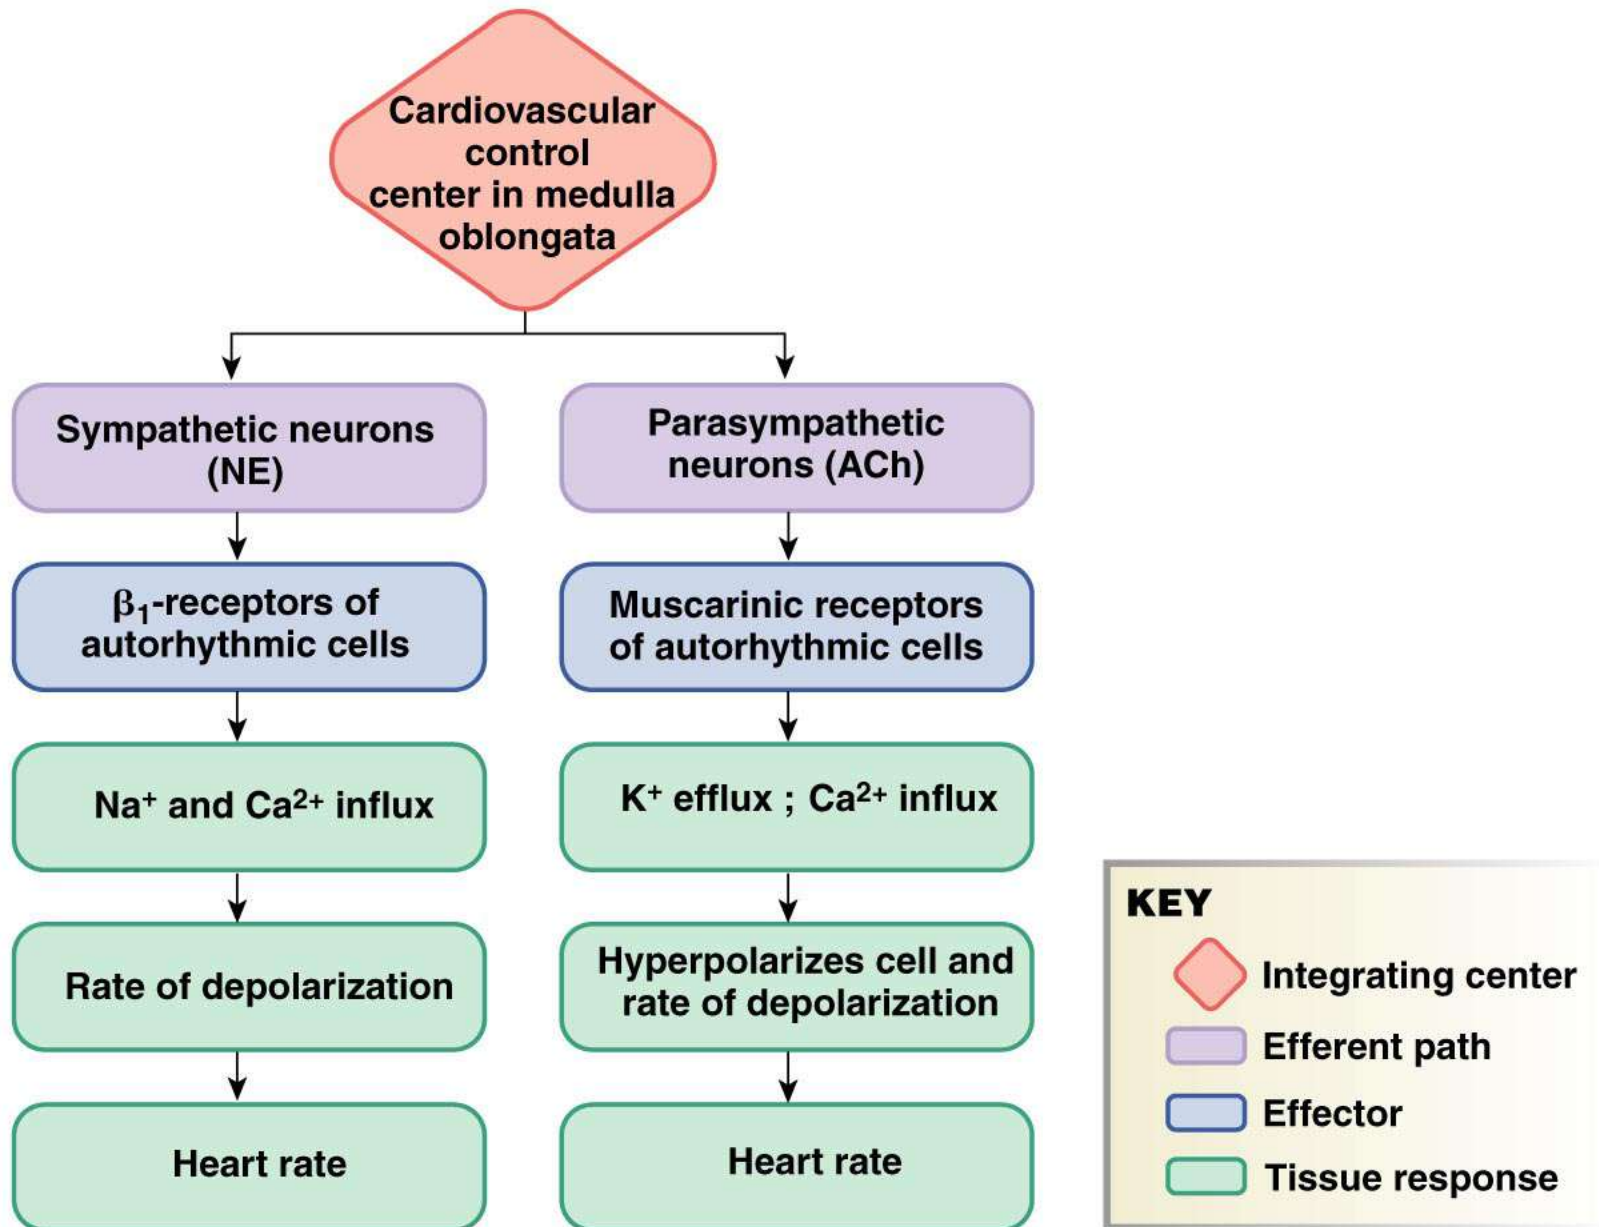 Cardiovascular
control
center in medulla
oblongata
Sympathetic neurons
(NE)
Parasympathetic
neurons (ACh)
β₁-receptors of
autorhythmic cells
Muscarinic receptors
of autorhythmic cells
Na⁺ and Ca²⁺ influx
K⁺ efflux ; Ca²⁺ influx
Rate of depolarization
Hyperpolarizes cell and
rate of depolarization
Heart rate
Heart rate
KEY
Integrating center
Efferent path
Effector
Tissue response